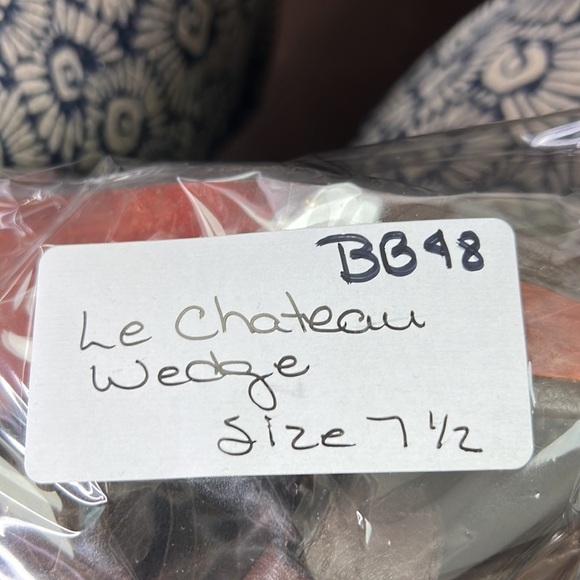 BB48
Le Chateau
Wedge
Size 7 1/2